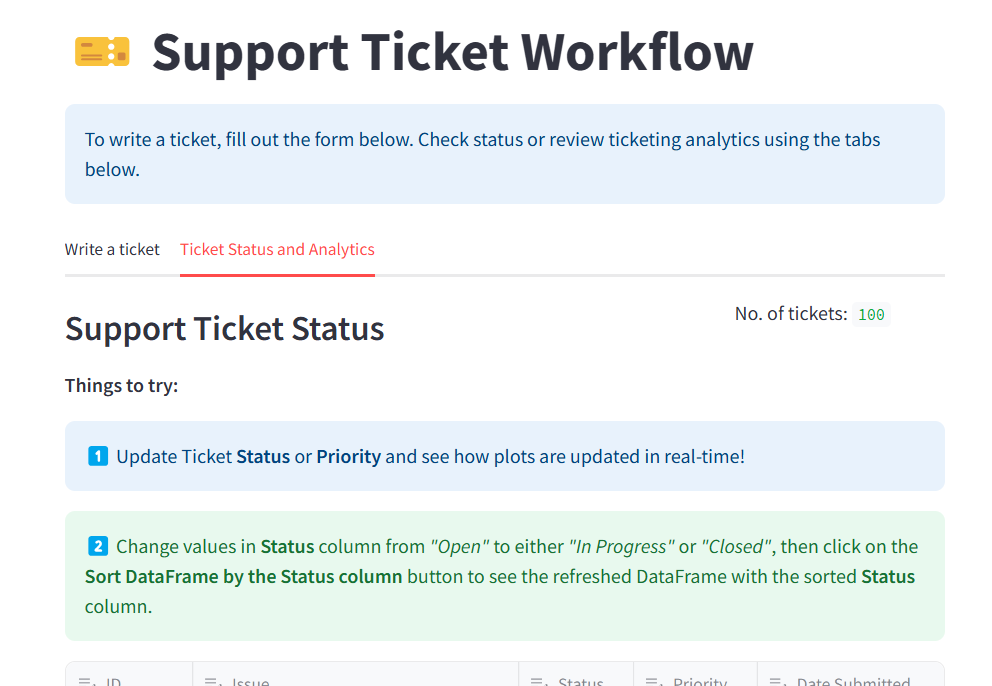 Support Ticket Workflow
To write a ticket, fill out the form below. Check status or review ticketing analytics using the tabs
below.
Write a ticket Ticket Status and Analytics
Support Ticket Status
No. of tickets: 100
Things to try:
1 Update Ticket Status or Priority and see how plots are updated in real-time!
2 Change values in Status column from "Open" to either "In Progress" or "Closed", then click on the
Sort DataFrame by the Status column button to see the refreshed DataFrame with the sorted Status
column.
ID Issue Status Priority Date Submitted